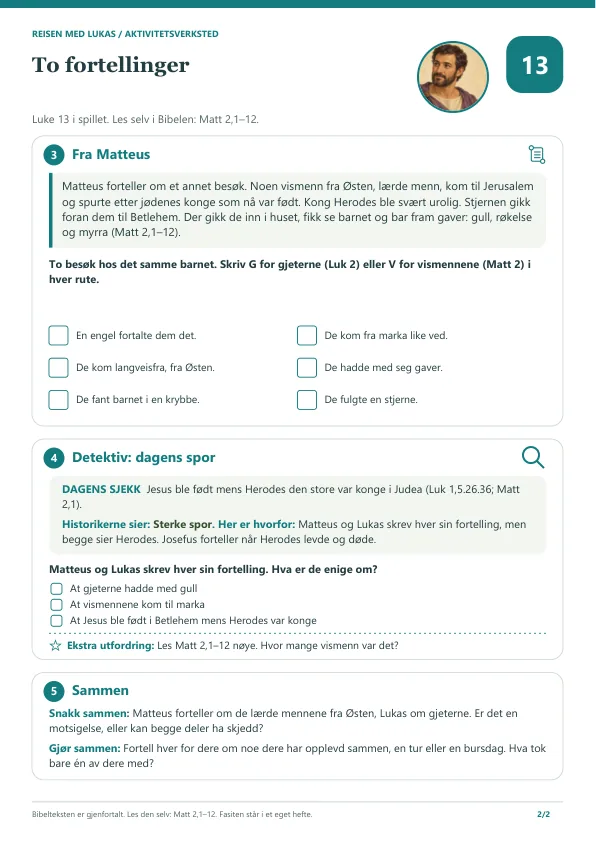 REISEN MED LUKAS / AKTIVITETSVERKSTED
To fortellinger
13
Luke 13 i spillet. Les selv i Bibelen: Matt 2,1–12.
3 Fra Matteus
Matteus forteller om et annet besøk. Noen vismenn fra Østen, lærde menn, kom til Jerusalem
og spurte etter jødenes konge som nå var født. Kong Herodes ble svært urolig. Stjernen gikk
foran dem til Betlehem. Der gikk de inn i huset, fikk se barnet og bar fram gaver: gull, røkelse
og myrra (Matt 2,1–12).
To besøk hos det samme barnet. Skriv G for gjeterne (Luk 2) eller V for vismennene (Matt 2) i
hver rute.
En engel fortalte dem det.
De kom fra marka like ved.
De kom langveisfra, fra Østen.
De hadde med seg gaver.
De fant barnet i en krybbe.
De fulgte en stjerne.
4 Detektiv: dagens spor
DAGENS SJEKK Jesus ble født mens Herodes den store var konge i Judea (Luk 1,5.26.36; Matt
2,1).
Historikerne sier: Sterke spor. Her er hvorfor: Matteus og Lukas skrev hver sin fortelling, men
begge sier Herodes. Josefus forteller når Herodes levde og døde.
Matteus og Lukas skrev hver sin fortelling. Hva er de enige om?
At gjeterne hadde med gull
At vismennene kom til marka
At Jesus ble født i Betlehem mens Herodes var konge
Ekstra utfordring: Les Matt 2,1–12 nøye. Hvor mange vismenn var det?
5 Sammen
Snakk sammen: Matteus forteller om de lærde mennene fra Østen, Lukas om gjeterne. Er det en
motsigelse, eller kan begge deler ha skjedd?
Gjør sammen: Fortell hver for dere om noe dere har opplevd sammen, en tur eller en bursdag. Hva tok
bare én av dere med?
Bibelteksten er gjenfortalt. Les den selv: Matt 2,1–12. Fasiten står i et eget hefte.
2/2